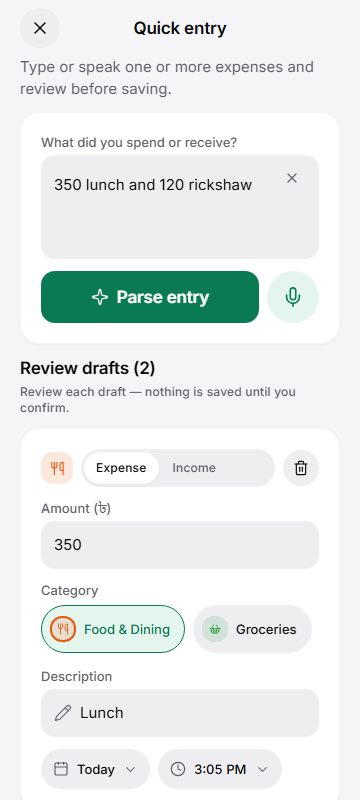 Quick entry
Type or speak one or more expenses and
review before saving.
What did you spend or receive?
350 lunch and 120 rickshaw
Parse entry
Review drafts (2)
Review each draft — nothing is saved until you
confirm.
Expense
Income
Amount (৳)
350
Category
Food & Dining
Groceries
Description
Lunch
Today
3:05 PM